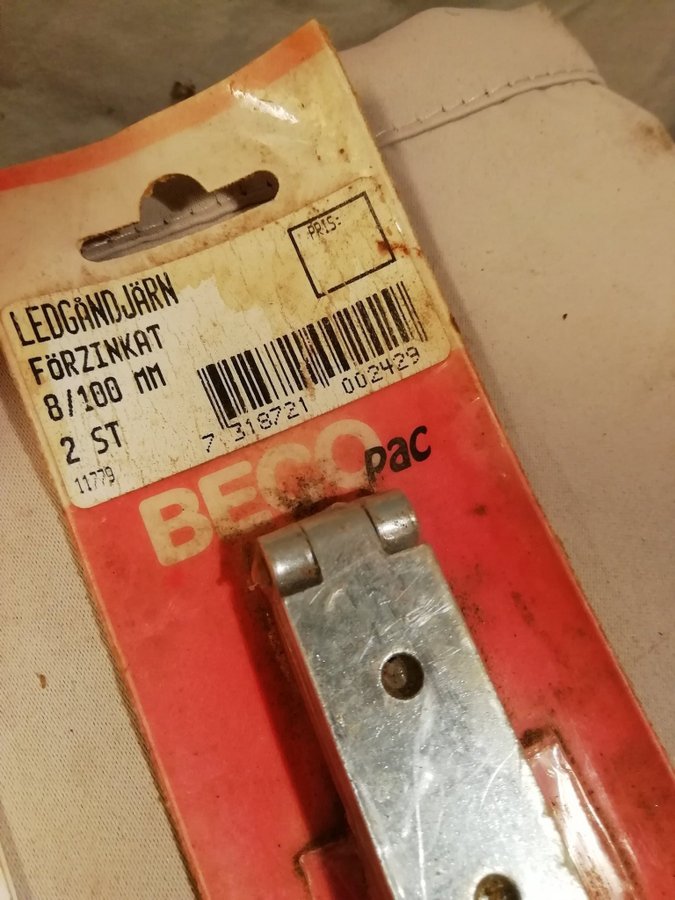 PRIS:
LEDGÅNDJÄRN
FÖRZINKAT
8/100 MM
2 ST
11779
7 318721 002429
BECO pac